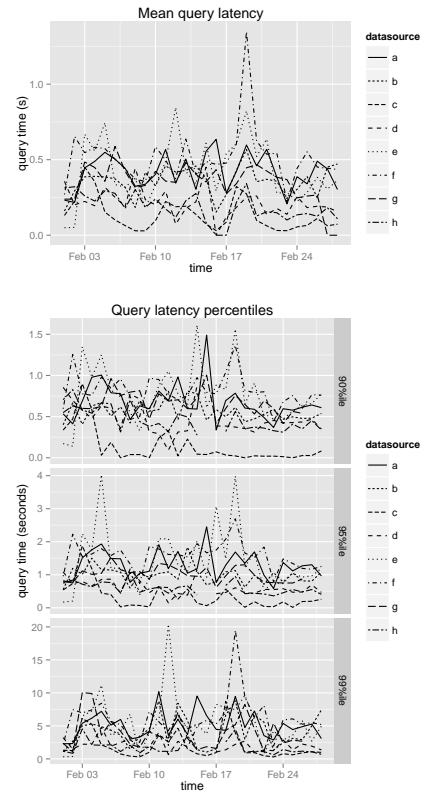 Mean query latency
query time (s)
1.0
0.5
0.0
Feb 03 Feb 10 Feb 17 Feb 24
time
datasource
a
b
c
d
e
f
g
h
Query latency percentiles
query time (seconds)
1.5
1.0
0.5
0.0
90%ile
4
3
2
1
0
95%ile
20
15
10
5
0
99%ile
Feb 03 Feb 10 Feb 17 Feb 24
time
datasource
a
b
c
d
e
f
g
h